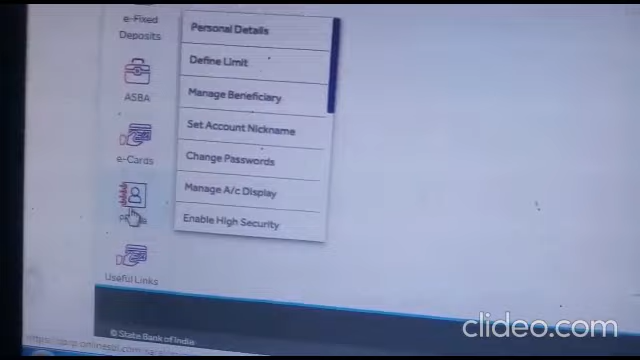 e-Fixed
Deposits
ASBA
e-Cards
Useful Links
Personal Details
Define Limit
Manage Beneficiary
Set Account Nickname
Change Passwords
Manage A/c Display
Enable High Security
© State Bank of India
clideo.com